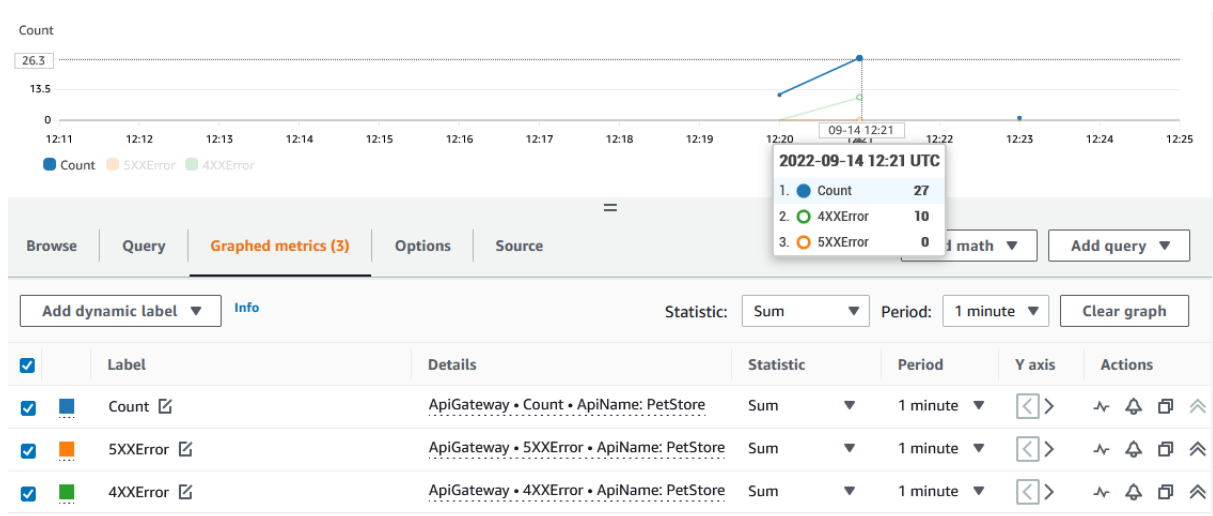 Count
26.3
13.5
0
12:11 12:12 12:13 12:14 12:15 12:16 12:17 12:18 12:19 12:20 12:22 12:23 12:24 12:25
09-14 12:21
Count 5XXError 4XXError
2022-09-14 12:21 UTC
1. Count 27
2. 4XXError 10
3. 5XXError 0
Browse Query Graphed metrics (3) Options Source math ▼ Add query ▼
Add dynamic label ▼ Info Statistic: Sum ▼ Period: 1 minute ▼ Clear graph
Label Details Statistic Period Y axis Actions
Count ApiGateway • Count • ApiName: PetStore Sum ▼ 1 minute ▼ < >
5XXError ApiGateway • 5XXError • ApiName: PetStore Sum ▼ 1 minute ▼ < >
4XXError ApiGateway • 4XXError • ApiName: PetStore Sum ▼ 1 minute ▼ < >